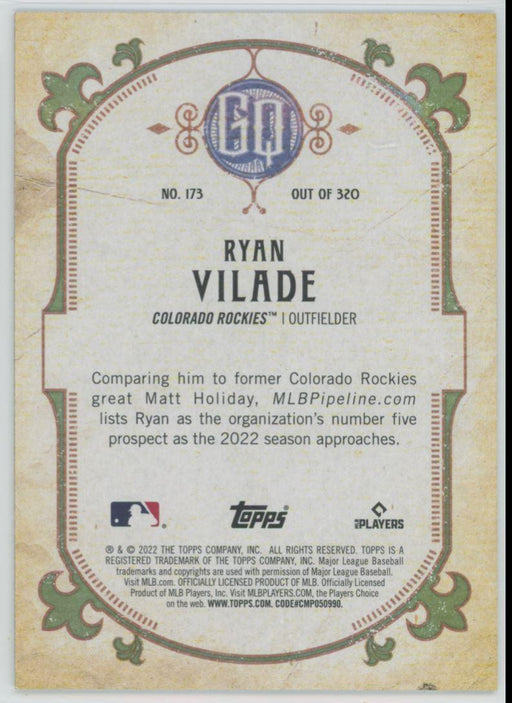 GQ
NO. 173 OUT OF 320
RYAN
VILADE
COLORADO ROCKIES™ | OUTFIELDER
Comparing him to former Colorado Rockies
great Matt Holiday, MLBPipeline.com
lists Ryan as the organization's number five
prospect as the 2022 season approaches.
topps®
MLB PLAYERS
® & © 2022 THE TOPPS COMPANY, INC. ALL RIGHTS RESERVED. TOPPS IS A
REGISTERED TRADEMARK OF THE TOPPS COMPANY, INC. Major League Baseball
trademarks and copyrights are used with permission of Major League Baseball.
Visit MLB.com. OFFICIALLY LICENSED PRODUCT OF MLB. Officially Licensed
Product of MLB Players, Inc. Visit MLBPLAYERS.com, the Players Choice
on the web. WWW.TOPPS.COM. CODE#CMP050990.